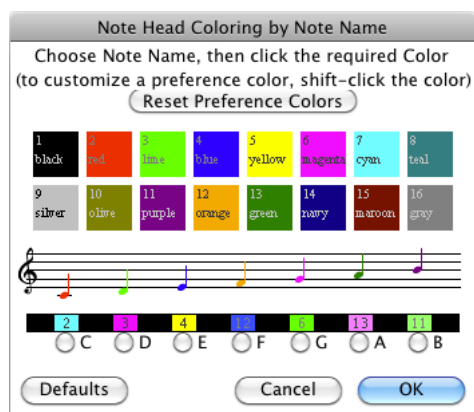 Note Head Coloring by Note Name
Choose Note Name, then click the required Color
(to customize a preference color, shift-click the color)
Reset Preference Colors
1 2 3 4 5 6 7 8
black red lime blue yellow magenta cyan teal
9 10 11 12 13 14 15 16
silver olive purple orange green navy maroon gray
2 3 4 12 6 13 11
C D E F G A B
Defaults Cancel OK